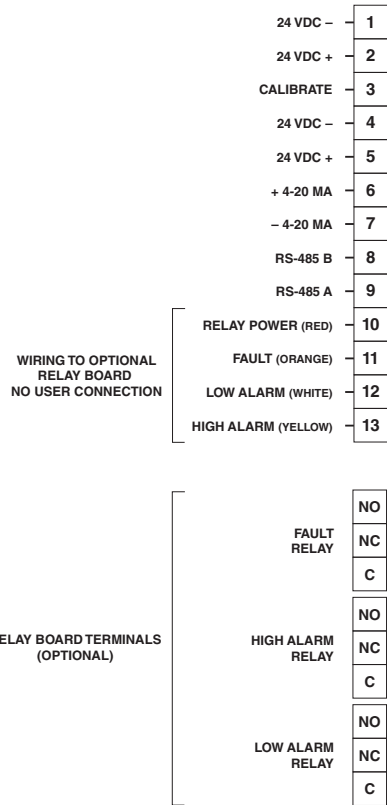 24 VDC – 1
24 VDC + 2
CALIBRATE 3
24 VDC – 4
24 VDC + 5
+ 4-20 MA 6
– 4-20 MA 7
RS-485 B 8
RS-485 A 9
RELAY POWER (RED) 10
FAULT (ORANGE) 11
LOW ALARM (WHITE) 12
HIGH ALARM (YELLOW) 13
WIRING TO OPTIONAL
RELAY BOARD
NO USER CONNECTION
NO
FAULT
RELAY
NC
C
NO
HIGH ALARM
RELAY
NC
C
NO
LOW ALARM
RELAY
NC
C
ELAY BOARD TERMINALS
(OPTIONAL)